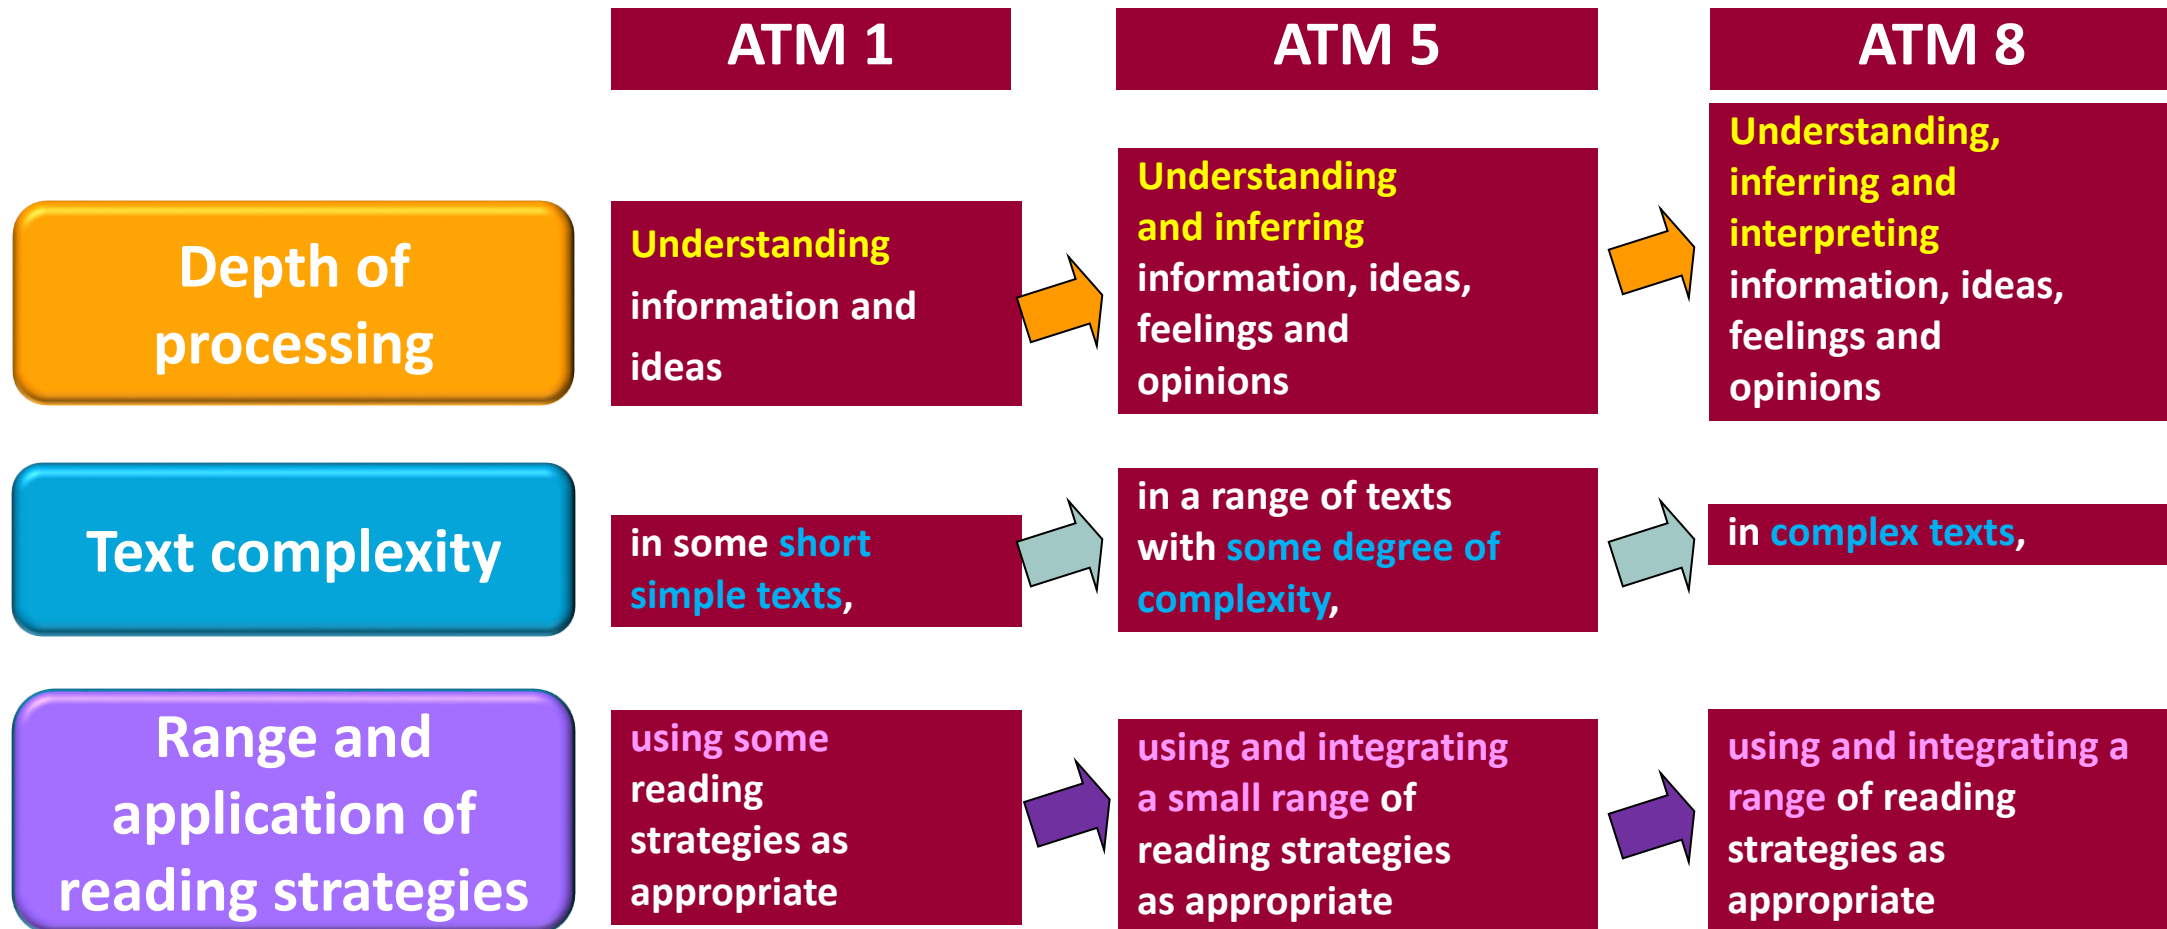 ATM 1
ATM 5
ATM 8
Depth of
processing
Understanding
information and
ideas
Understanding
and inferring
information, ideas,
feelings and
opinions
Understanding,
inferring and
interpreting
information, ideas,
feelings and
opinions
Text complexity
in some short
simple texts,
in a range of texts
with some degree of
complexity,
in complex texts,
Range and
application of
reading strategies
using some
reading
strategies as
appropriate
using and integrating
a small range of
reading strategies
as appropriate
using and integrating a
range of reading
strategies as
appropriate